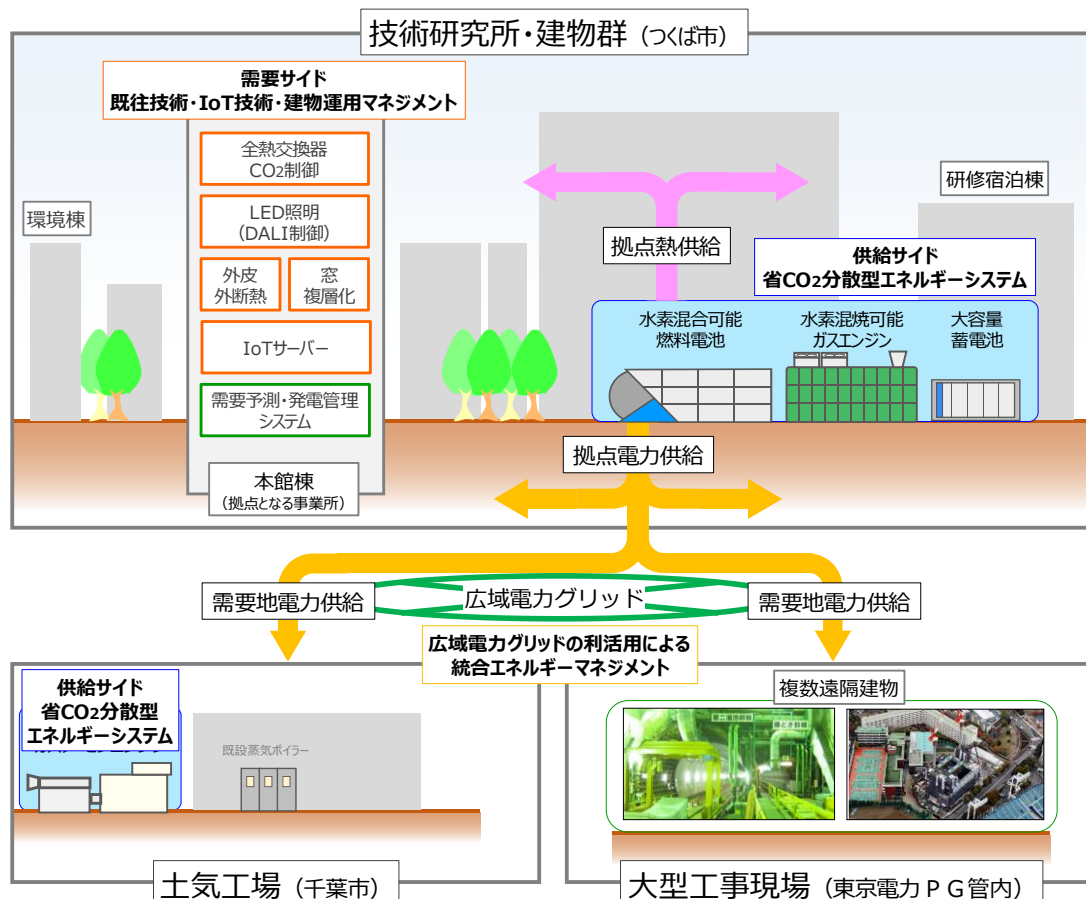 技術研究所・建物群（つくば市）
需要サイド
既往技術・IoT技術・建物運用マネジメント
全熱交換器
CO2制御
LED照明
（DALI制御）
外皮
外断熱
窓
複層化
IoTサーバー
需要予測・発電管理
システム
本館棟
（拠点となる事業所）
環境棟
研修宿泊棟
拠点熱供給
供給サイド
省CO2分散型エネルギーシステム
水素混合可能
燃料電池
水素混焼可能
ガスエンジン
大容量
蓄電池
拠点電力供給
需要地電力供給
広域電力グリッド
需要地電力供給
広域電力グリッドの利活用による
統合エネルギーマネジメント
供給サイド
省CO2分散型
エネルギーシステム
既設蒸気ボイラー
土気工場（千葉市）
複数遠隔建物
大型工事現場（東京電力ＰＧ管内）